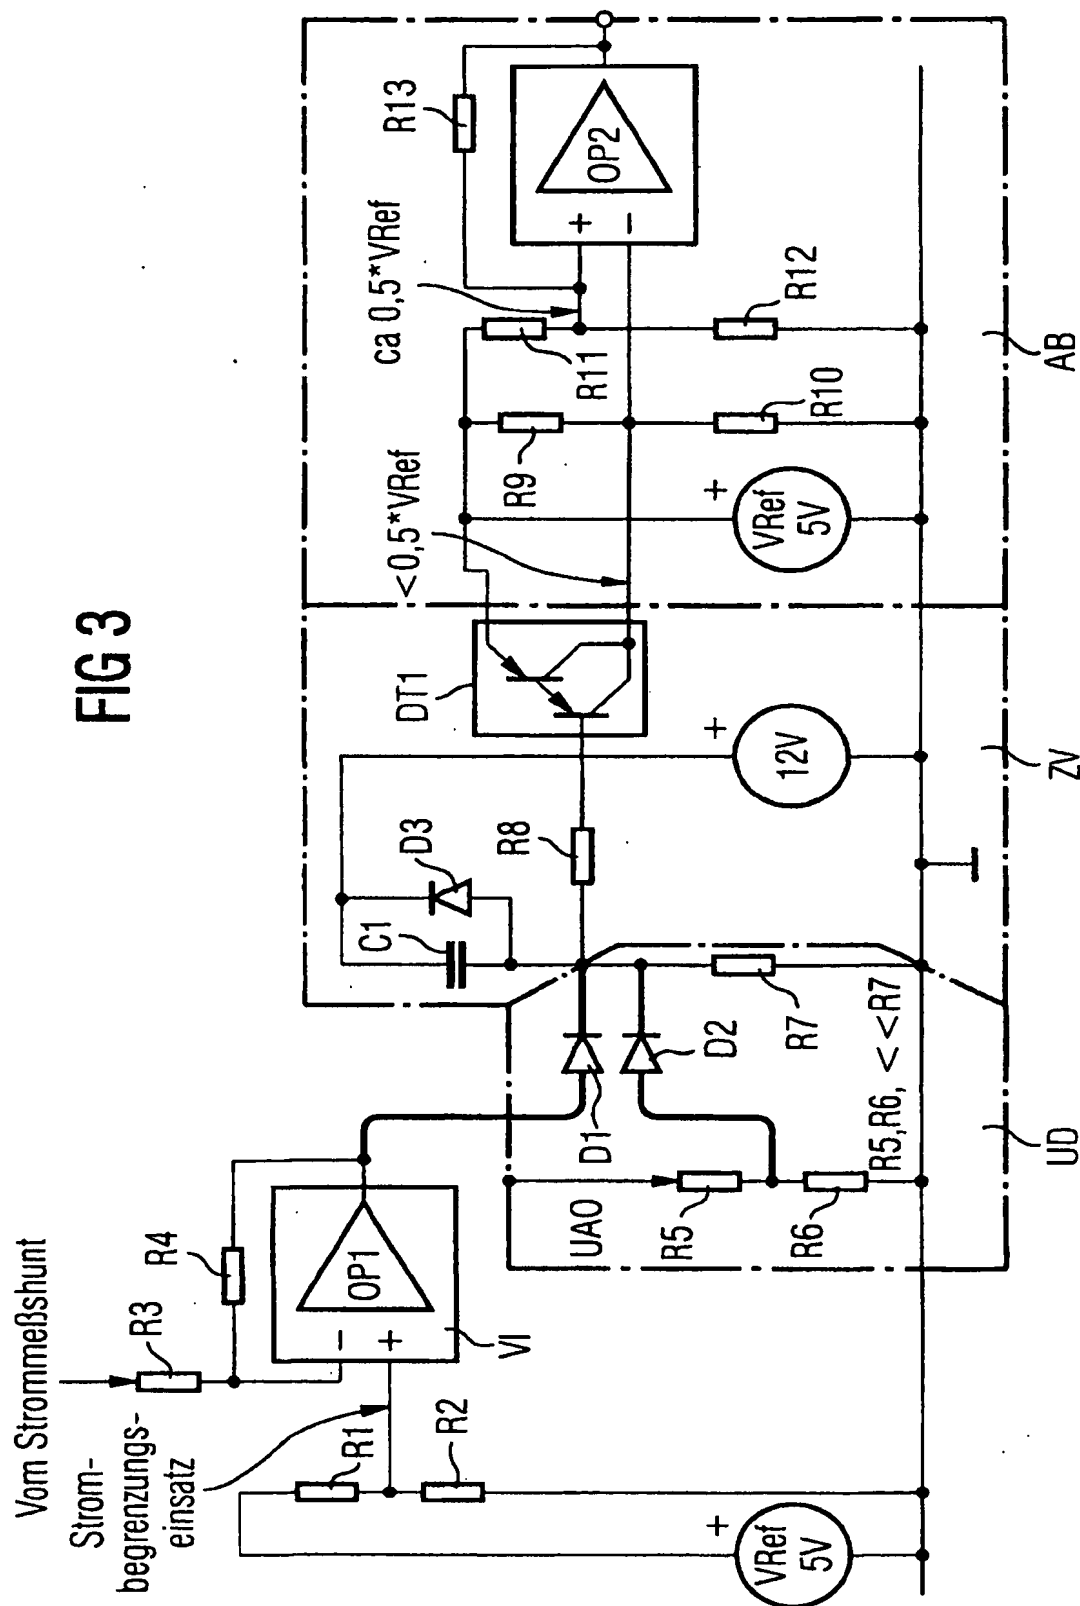 FIG 3
Vom Strommeßshunt
Strom-
begrenzungs-
einsatz
R1
R2
R3
R4
OP1
−
+
VI
VRef
5V
+
UA0
R5
R6
R5,R6, <<R7
UD
D1
D2
R7
C1
D3
R8
12V
+
ZV
DT1
<0,5*VRef
VRef
5V
+
R9
R10
ca 0,5*VRef
R11
R12
R13
OP2
+
−
AB